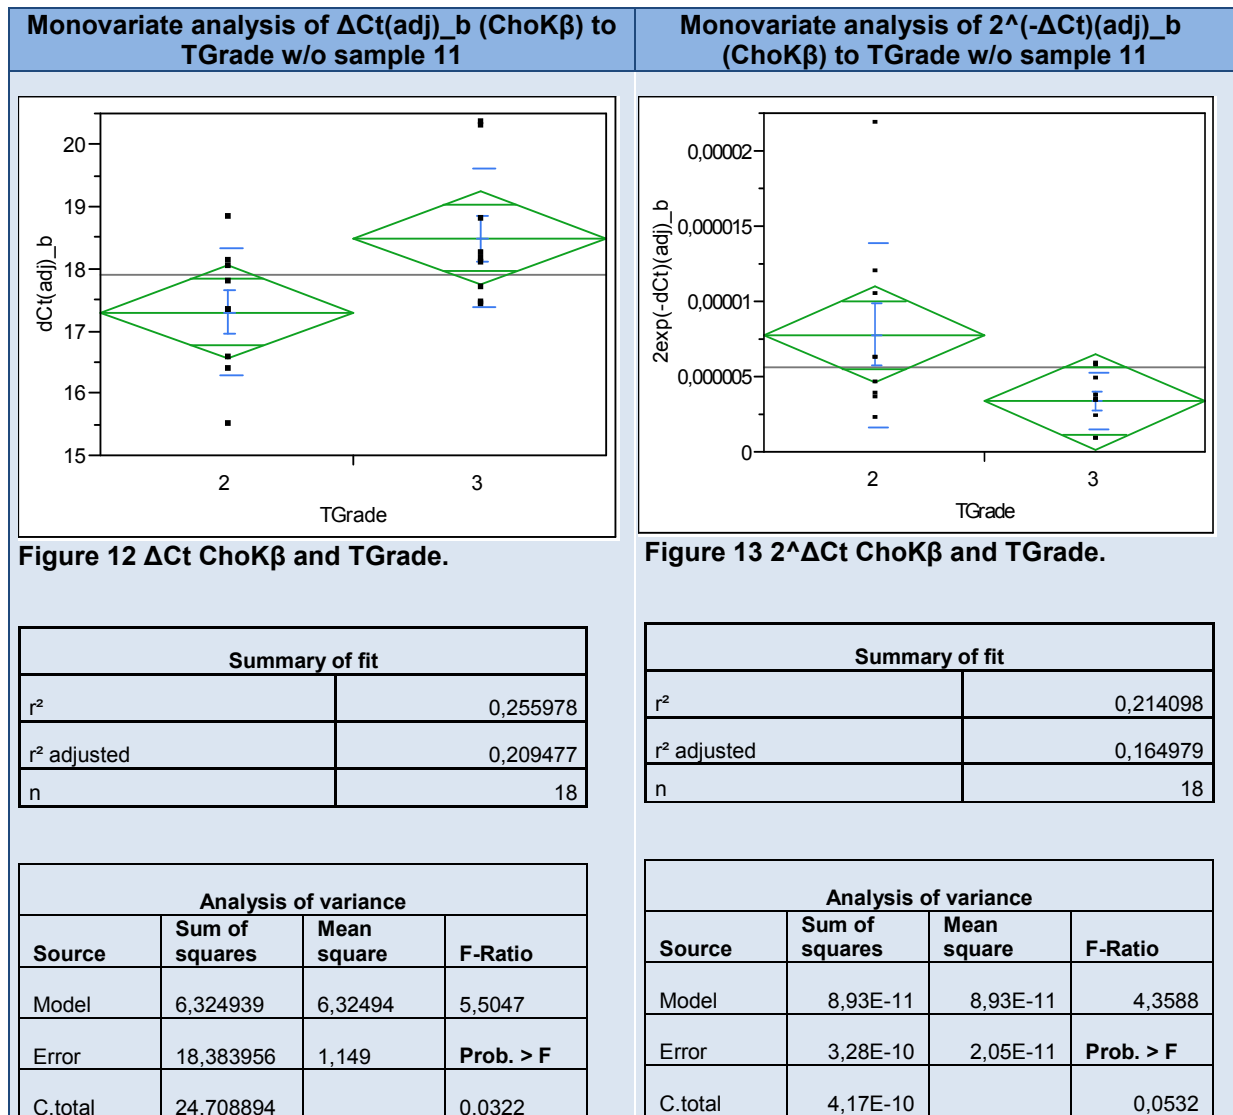 Monovariate analysis of ΔCt(adj)_b (ChoKβ) to
TGrade w/o sample 11
20
19
18
17
16
15
dCt(adj)_b
2
3
TGrade
Figure 12 ΔCt ChoKβ and TGrade.
Summary of fit
r² 0,255978
r² adjusted 0,209477
n 18
Analysis of variance
Source Sum of squares Mean square F-Ratio
Model 6,324939 6,32494 5,5047
Error 18,383956 1,149 Prob. > F
C.total 24,708894 0,0322
Monovariate analysis of 2^(-ΔCt)(adj)_b
(ChoKβ) to TGrade w/o sample 11
0,00002
0,000015
0,00001
0,000005
0
2exp(-dCt)(adj)_b
2
3
TGrade
Figure 13 2^ΔCt ChoKβ and TGrade.
Summary of fit
r² 0,214098
r² adjusted 0,164979
n 18
Analysis of variance
Source Sum of squares Mean square F-Ratio
Model 8,93E-11 8,93E-11 4,3588
Error 3,28E-10 2,05E-11 Prob. > F
C.total 4,17E-10 0,0532